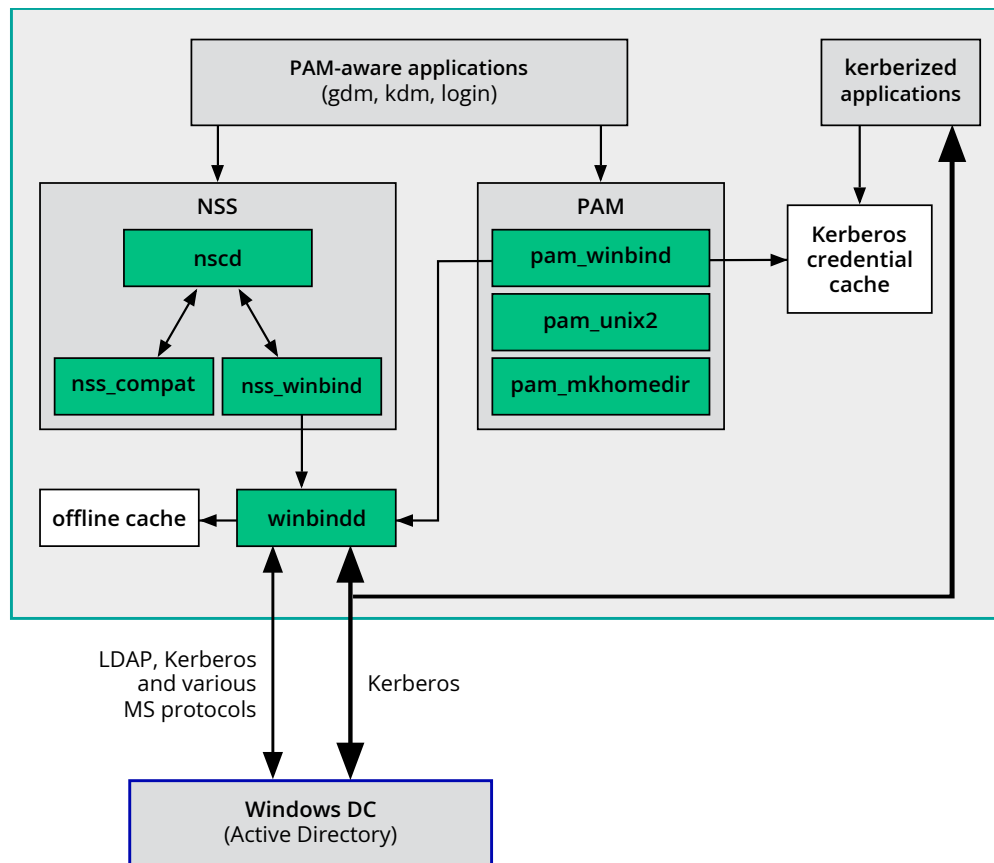 PAM-aware applications
(gdm, kdm, login)
kerberized
applications
NSS
nscd
nss_compat
nss_winbind
PAM
pam_winbind
pam_unix2
pam_mkhomedir
Kerberos
credential
cache
offline cache
winbindd
LDAP, Kerberos
and various
MS protocols
Kerberos
Windows DC
(Active Directory)